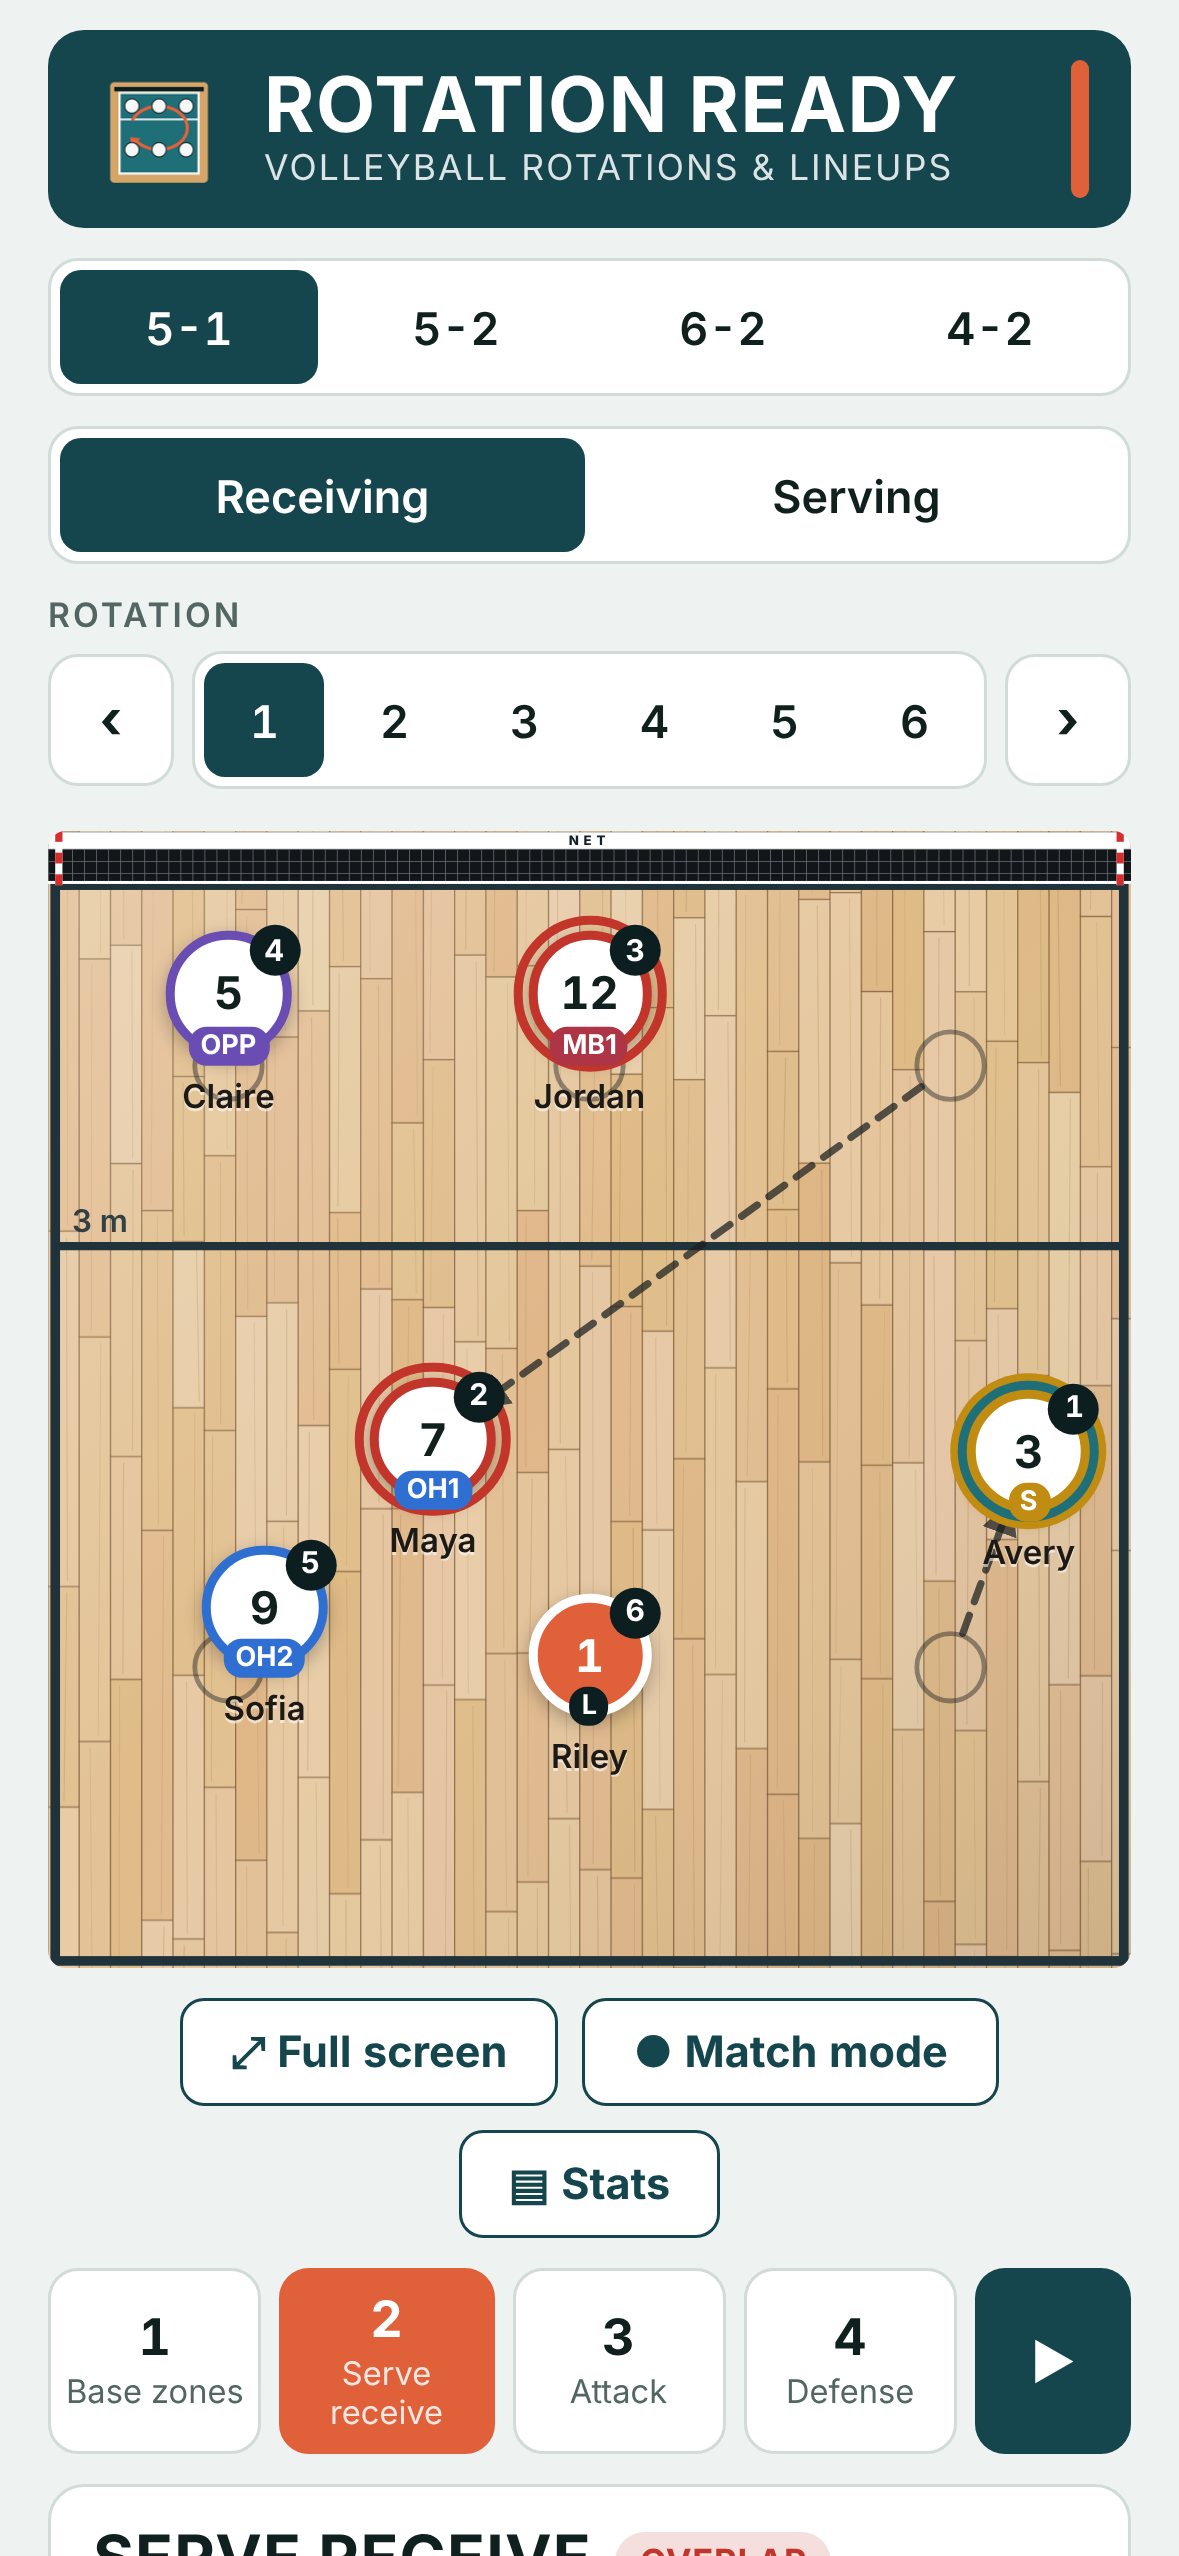 ROTATION READY
VOLLEYBALL ROTATIONS & LINEUPS
5-1 5-2 6-2 4-2
Receiving Serving
ROTATION
‹ 1 2 3 4 5 6 ›
NET
4 3
5 12
OPP MB1
Claire Jordan
3 m
2 1
7 3
OH1 S
Maya Avery
5 6
9 1
OH2 L
Sofia Riley
Full screen Match mode
Stats
1 2 3 4
Base zones Serve receive Attack Defense
SERVE RECEIVE OVERLAP